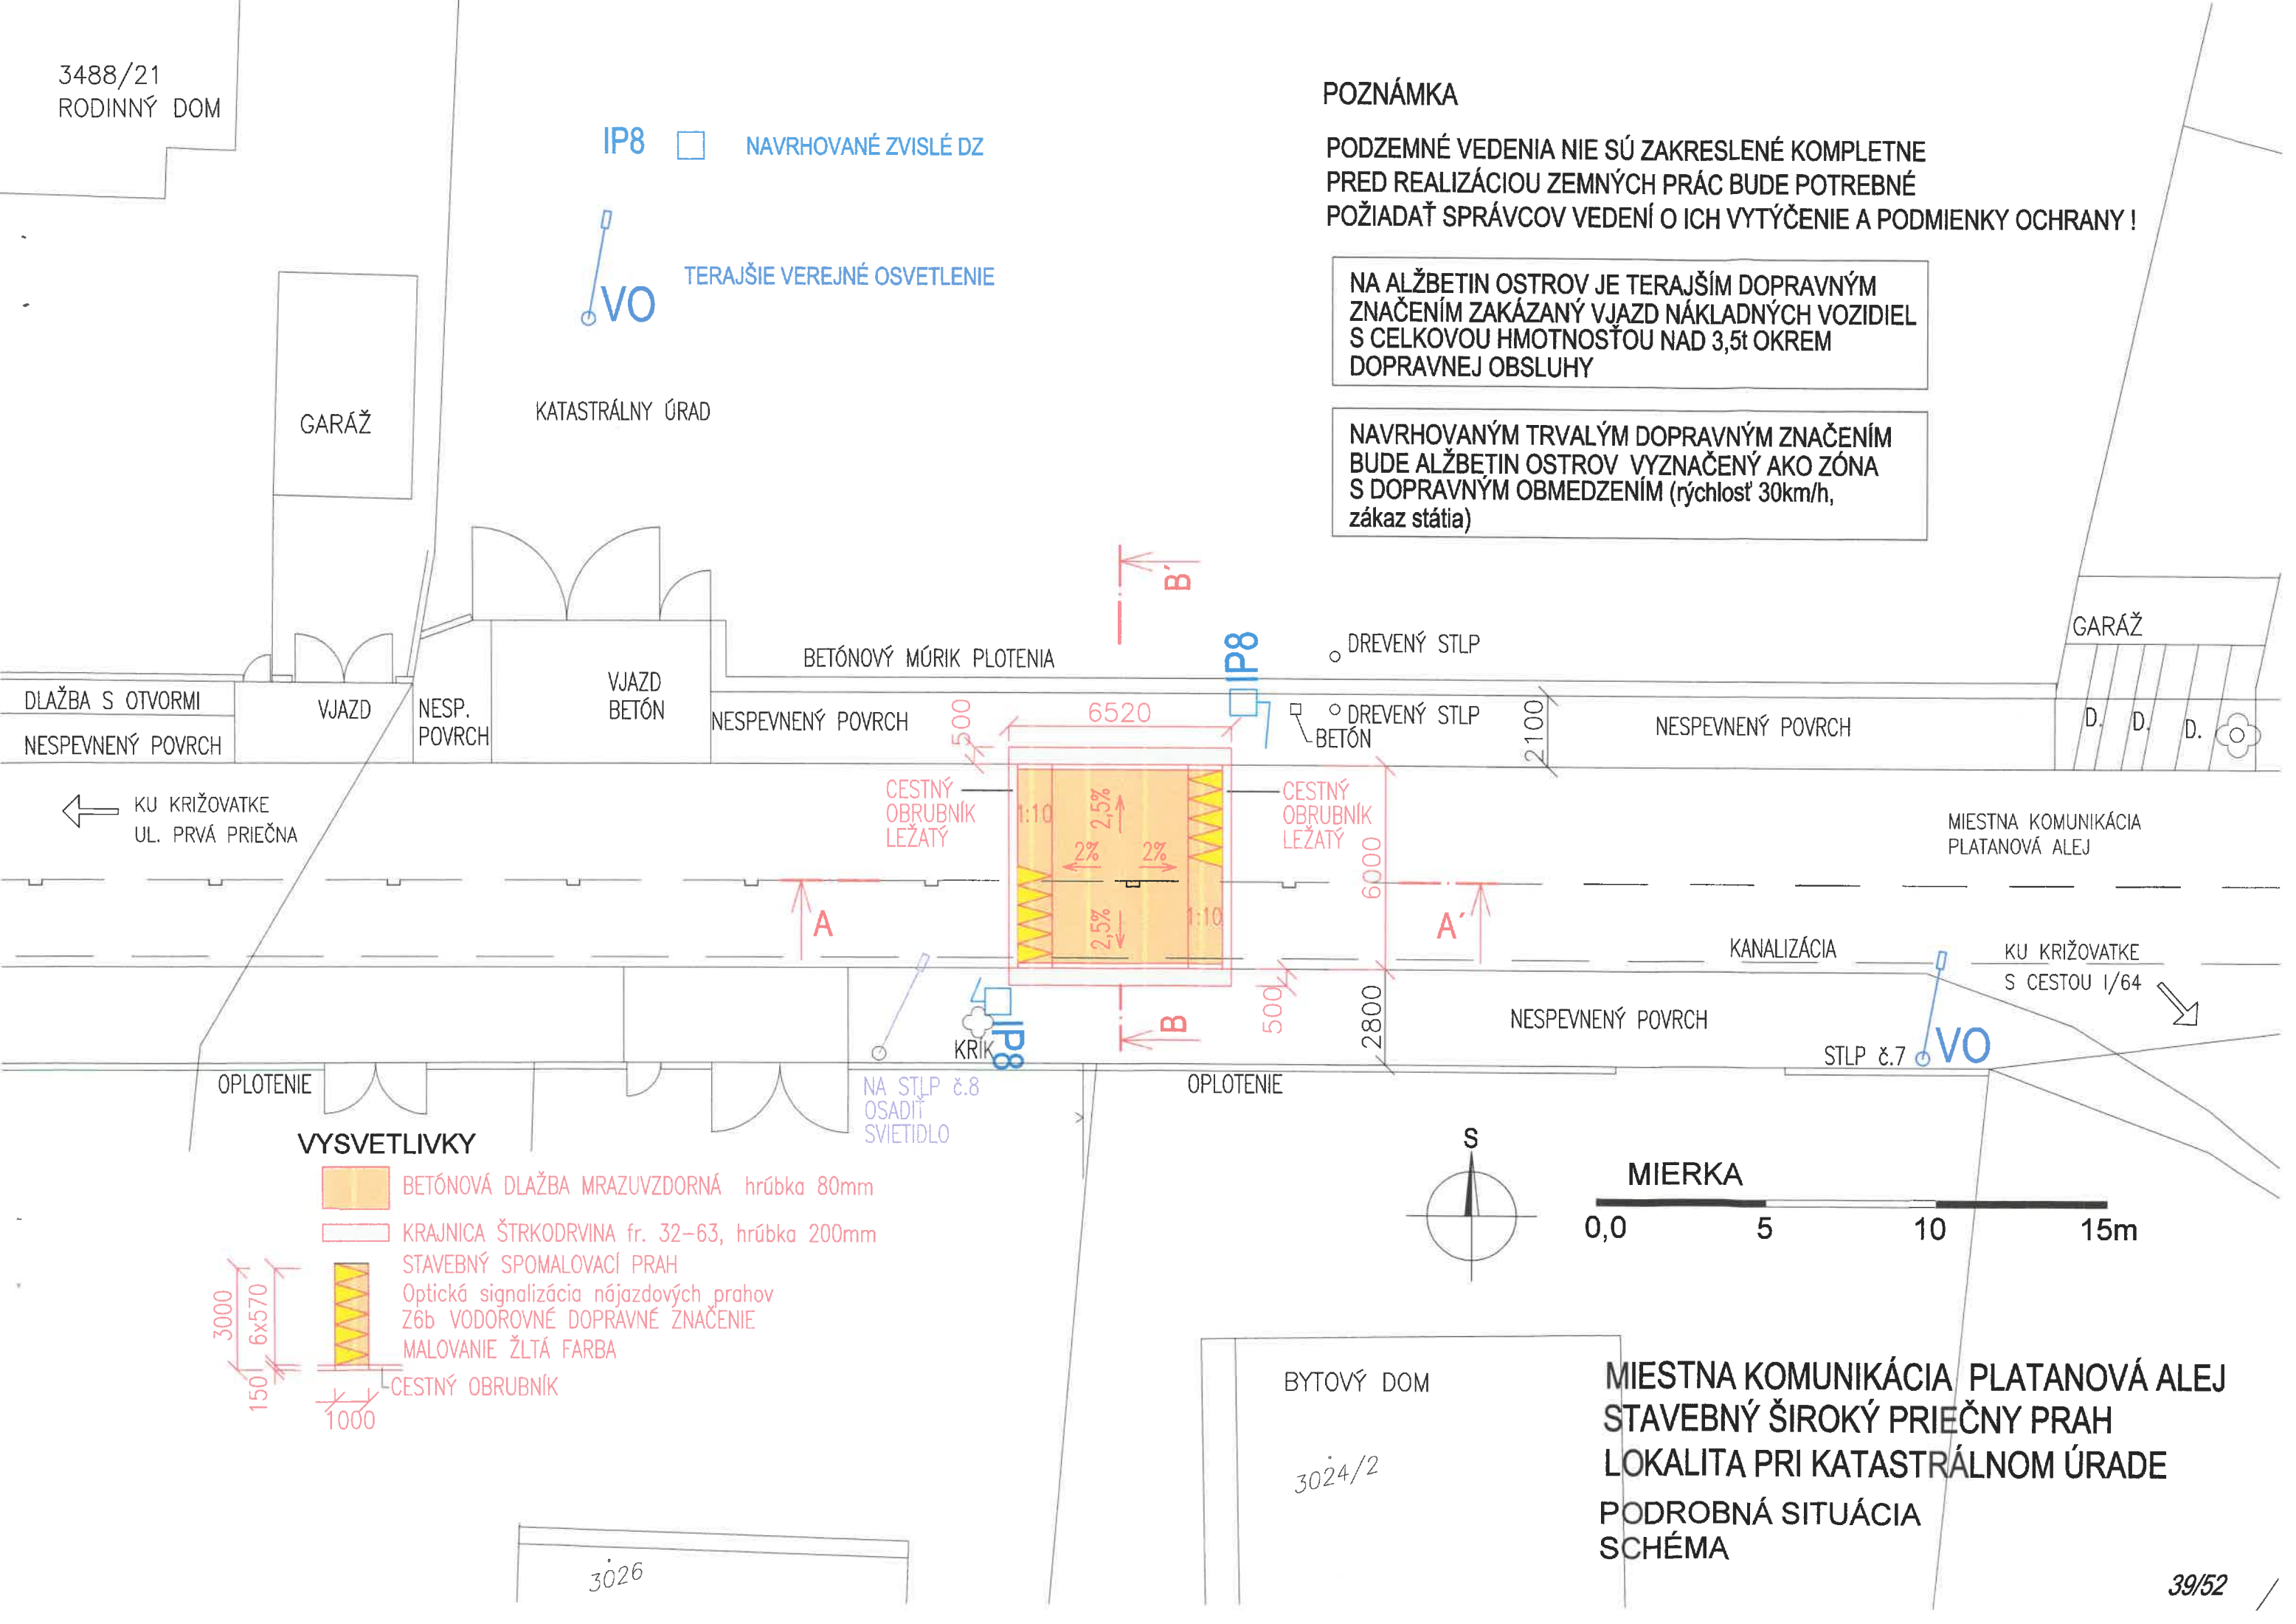 3488/21
RODINNÝ DOM
IP8
NAVRHOVANÉ ZVISLÉ DZ
VO
TERAJŠIE VEREJNÉ OSVETLENIE
POZNÁMKA
PODZEMNÉ VEDENIA NIE SÚ ZAKRESLENÉ KOMPLETNE
PRED REALIZÁCIOU ZEMNÝCH PRÁC BUDE POTREBNÉ
POŽIADAŤ SPRÁVCOV VEDENÍ O ICH VYTÝČENIE A PODMIENKY OCHRANY !
NA ALŽBETIN OSTROV JE TERAJŠÍM DOPRAVNÝM
ZNAČENÍM ZAKÁZANÝ VJAZD NÁKLADNÝCH VOZIDIEL
S CELKOVOU HMOTNOSŤOU NAD 3,5t OKREM
DOPRAVNEJ OBSLUHY
NAVRHOVANÝM TRVALÝM DOPRAVNÝM ZNAČENÍM
BUDE ALŽBETIN OSTROV VYZNAČENÝ AKO ZÓNA
S DOPRAVNÝM OBMEDZENÍM (rýchlosť 30km/h,
zákaz státia)
GARÁŽ
KATASTRÁLNY ÚRAD
B´
IP8
BETÓNOVÝ MÚRIK PLOTENIA
DREVENÝ STLP
GARÁŽ
DLAŽBA S OTVORMI
NESPEVNENÝ POVRCH
VJAZD
NESP.
POVRCH
VJAZD
BETÓN
NESPEVNENÝ POVRCH
500
6520
DREVENÝ STLP
BETÓN
2100
NESPEVNENÝ POVRCH
D.
D.
D.
KU KRIŽOVATKE
UL. PRVÁ PRIEČNA
CESTNÝ
OBRUBNÍK
LEŽATÝ
1:10
2,5%
2%
2%
2,5%
1:10
CESTNÝ
OBRUBNÍK
LEŽATÝ
6000
MIESTNA KOMUNIKÁCIA
PLATANOVÁ ALEJ
A
A´
KANALIZÁCIA
KU KRIŽOVATKE
S CESTOU I/64
KRÍK
IP8
B
500
2800
NESPEVNENÝ POVRCH
STLP č.7
VO
OPLOTENIE
NA STLP č.8
OSADIŤ
SVIETIDLO
OPLOTENIE
VYSVETLIVKY
BETÓNOVÁ DLAŽBA MRAZUVZDORNÁ hrúbka 80mm
KRAJNICA ŠTRKODRVINA fr. 32-63, hrúbka 200mm
STAVEBNÝ SPOMALOVACÍ PRAH
Optická signalizácia nájazdových prahov
Z6b VODOROVNÉ DOPRAVNÉ ZNAČENIE
MALOVANIE ŽLTÁ FARBA
CESTNÝ OBRUBNÍK
3000
6x570
150
1000
S
MIERKA
0,0 5 10 15m
BYTOVÝ DOM
3024/2
3026
MIESTNA KOMUNIKÁCIA PLATANOVÁ ALEJ
STAVEBNÝ ŠIROKÝ PRIEČNY PRAH
LOKALITA PRI KATASTRÁLNOM ÚRADE
PODROBNÁ SITUÁCIA
SCHÉMA
39/52